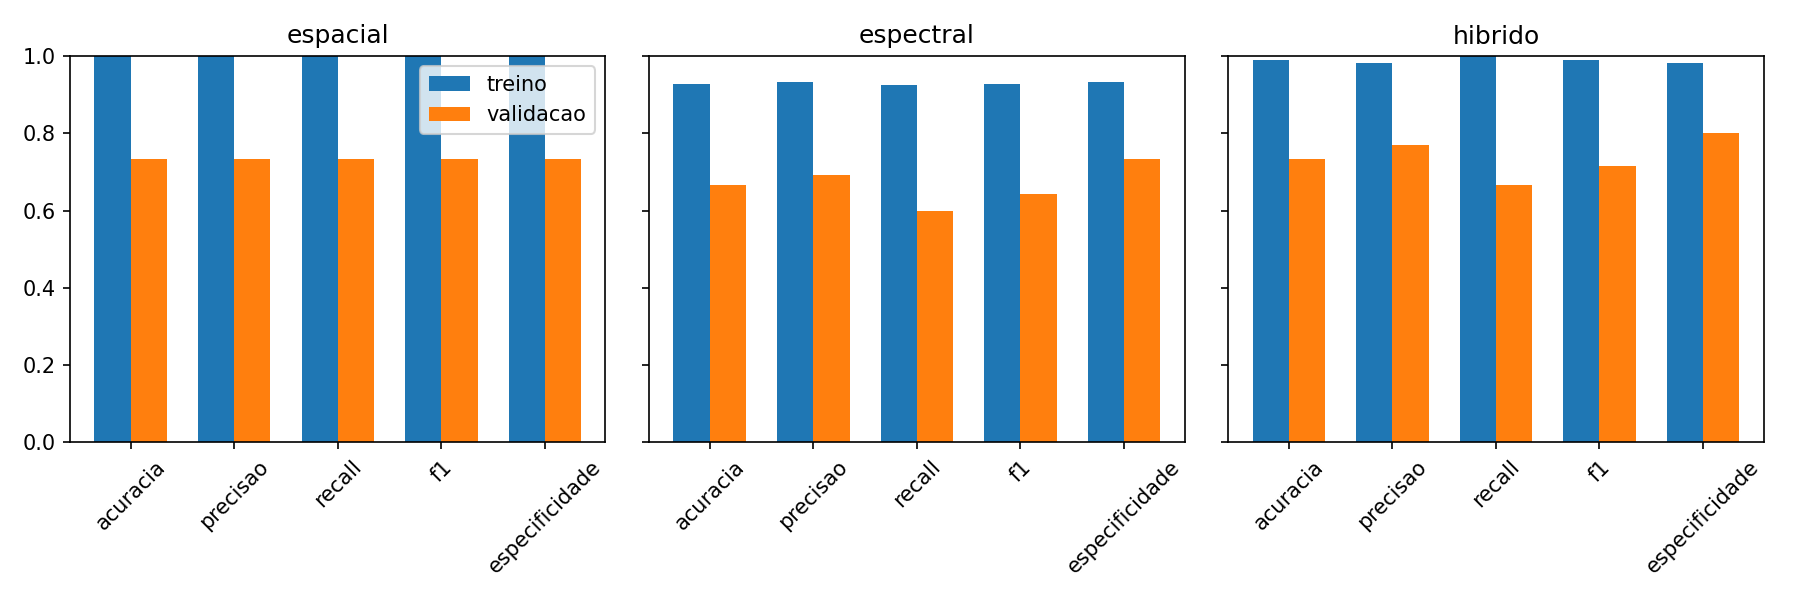 espacial
espectral
hibrido
1.0
0.8
0.6
0.4
0.2
0.0
treino
validacao
acuracia
precisao
recall
f1
especificidade
acuracia
precisao
recall
f1
especificidade
acuracia
precisao
recall
f1
especificidade